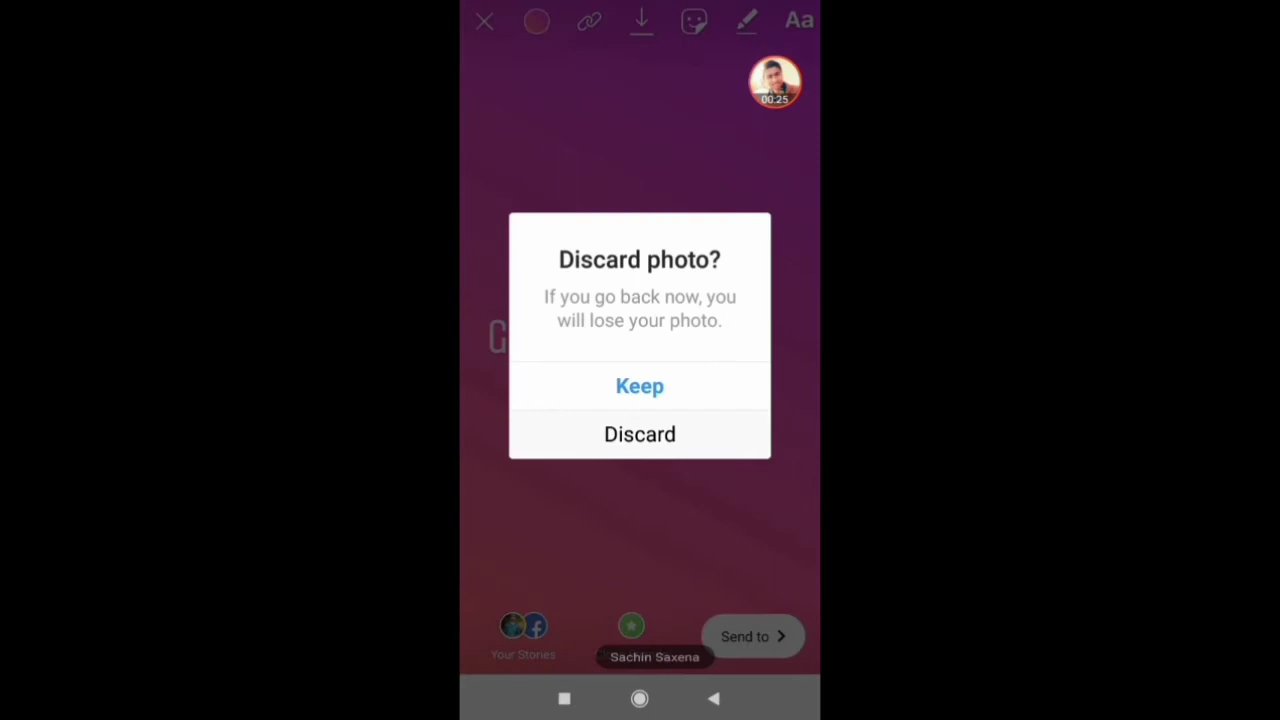 Aa
00:25
Discard photo?
If you go back now, you
will lose your photo.
G
Keep
Discard
Send to
Your Stories
Sachin Saxena